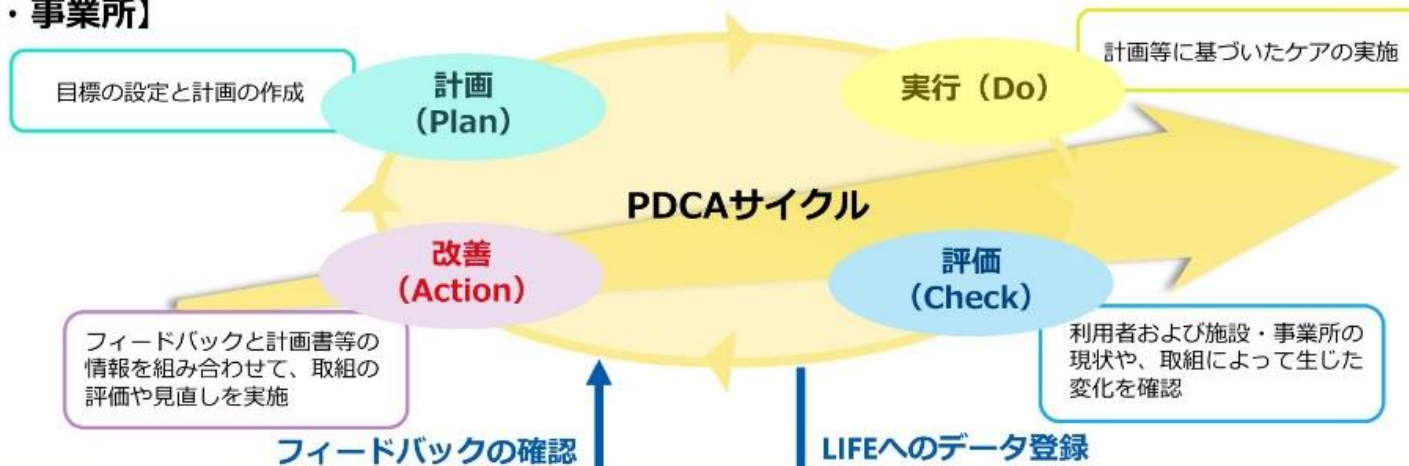 ・事業所】
目標の設定と計画の作成
計画
（Plan）
実行（Do）
計画等に基づいたケアの実施
PDCAサイクル
改善
（Action）
評価
（Check）
フィードバックと計画書等の
情報を組み合わせて、取組の
評価や見直しを実施
利用者および施設・事業所の
現状や、取組によって生じた
変化を確認
フィードバックの確認
LIFEへのデータ登録